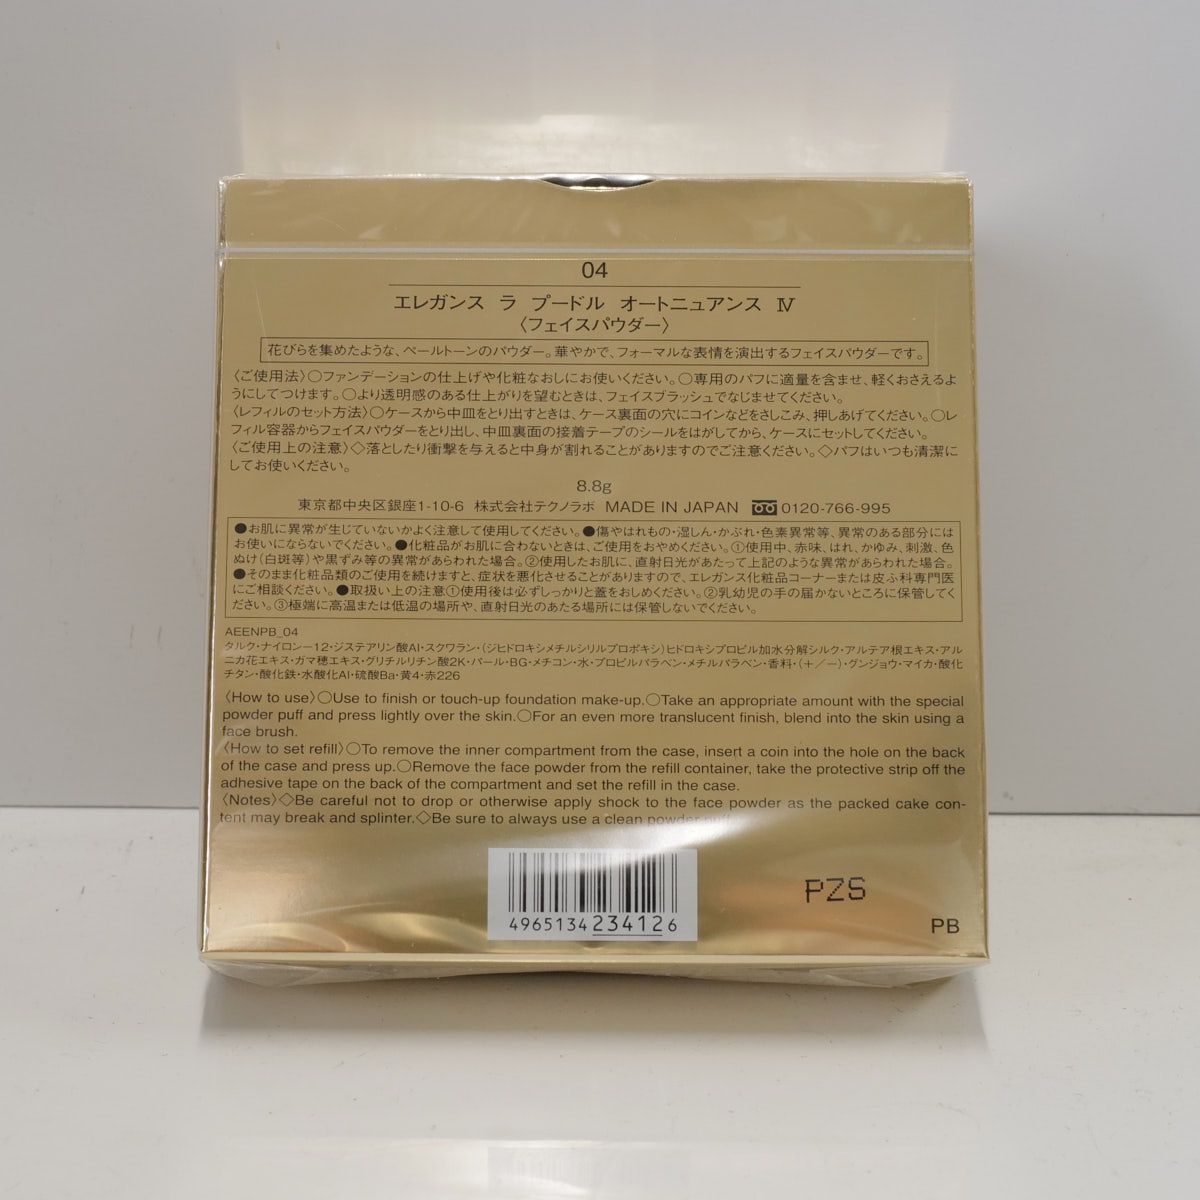 04
エレガンス ラ プードル オートニュアンス Ⅳ
〈フェイスパウダー〉
花びらを集めたような、ペールトーンのパウダー。華やかで、フォーマルな表情を演出するフェイスパウダーです。
〈ご使用法〉○ファンデーションの仕上げや化粧なおしにお使いください。○専用のパフに適量を含ませ、軽くおさえるよ
うにしてつけます。○より透明感のある仕上がりを望むときは、フェイスブラッシュでなじませてください。
〈レフィルのセット方法〉○ケースから中皿をとり出すときは、ケース裏面の穴にコインなどをさしこみ、押しあげてください。○レ
フィル容器からフェイスパウダーをとり出し、中皿裏面の接着テープのシールをはがしてから、ケースにセットしてください。
〈ご使用上の注意〉◇落としたり衝撃を与えると中身が割れることがありますのでご注意ください。◇パフはいつも清潔に
してお使いください。
8.8g
東京都中央区銀座1-10-6 株式会社テクノラボ MADE IN JAPAN 0120-766-995
●お肌に異常が生じていないかよく注意して使用してください。●傷やはれもの・湿しん・かぶれ・色素異常等、異常のある部分には
お使いにならないでください。●化粧品がお肌に合わないときは、ご使用をおやめください。①使用中、赤味、はれ、かゆみ、刺激、色
ぬけ(白斑等)や黒ずみ等の異常があらわれた場合。②使用したお肌に、直射日光があたって上記のような異常があらわれた場合。
●そのまま化粧品類のご使用を続けますと、症状を悪化させることがありますので、エレガンス化粧品コーナーまたは皮ふ科専門医
にご相談ください。●取扱い上の注意①使用後は必ずしっかりと蓋をおしめください。②乳幼児の手の届かないところに保管してく
ださい。③極端に高温または低温の場所や、直射日光のあたる場所には保管しないでください。
AEENPB_04
タルク・ナイロン-12・ジステアリン酸Al・スクワラン・(ジヒドロキシメチルシリルプロポキシ)ヒドロキシプロピル加水分解シルク・アルテア根エキス・アル
ニカ花エキス・ガマ穂エキス・グリチルリチン酸2K・パール・BG・メチコン・水・プロピルパラベン・メチルパラベン・香料・(+/-)・グンジョウ・マイカ・酸化
チタン・酸化鉄・水酸化Al・硫酸Ba・黄4・赤226
〈How to use〉○Use to finish or touch-up foundation make-up.○Take an appropriate amount with the special
powder puff and press lightly over the skin.○For an even more translucent finish, blend into the skin using a
face brush.
〈How to set refill〉○To remove the inner compartment from the case, insert a coin into the hole on the back
of the case and press up.○Remove the face powder from the refill container, take the protective strip off the
adhesive tape on the back of the compartment and set the refill in the case.
〈Notes〉◇Be careful not to drop or otherwise apply shock to the face powder as the packed cake con-
tent may break and splinter.◇Be sure to always use a clean powder puff.
4965134234126
PZS
PB